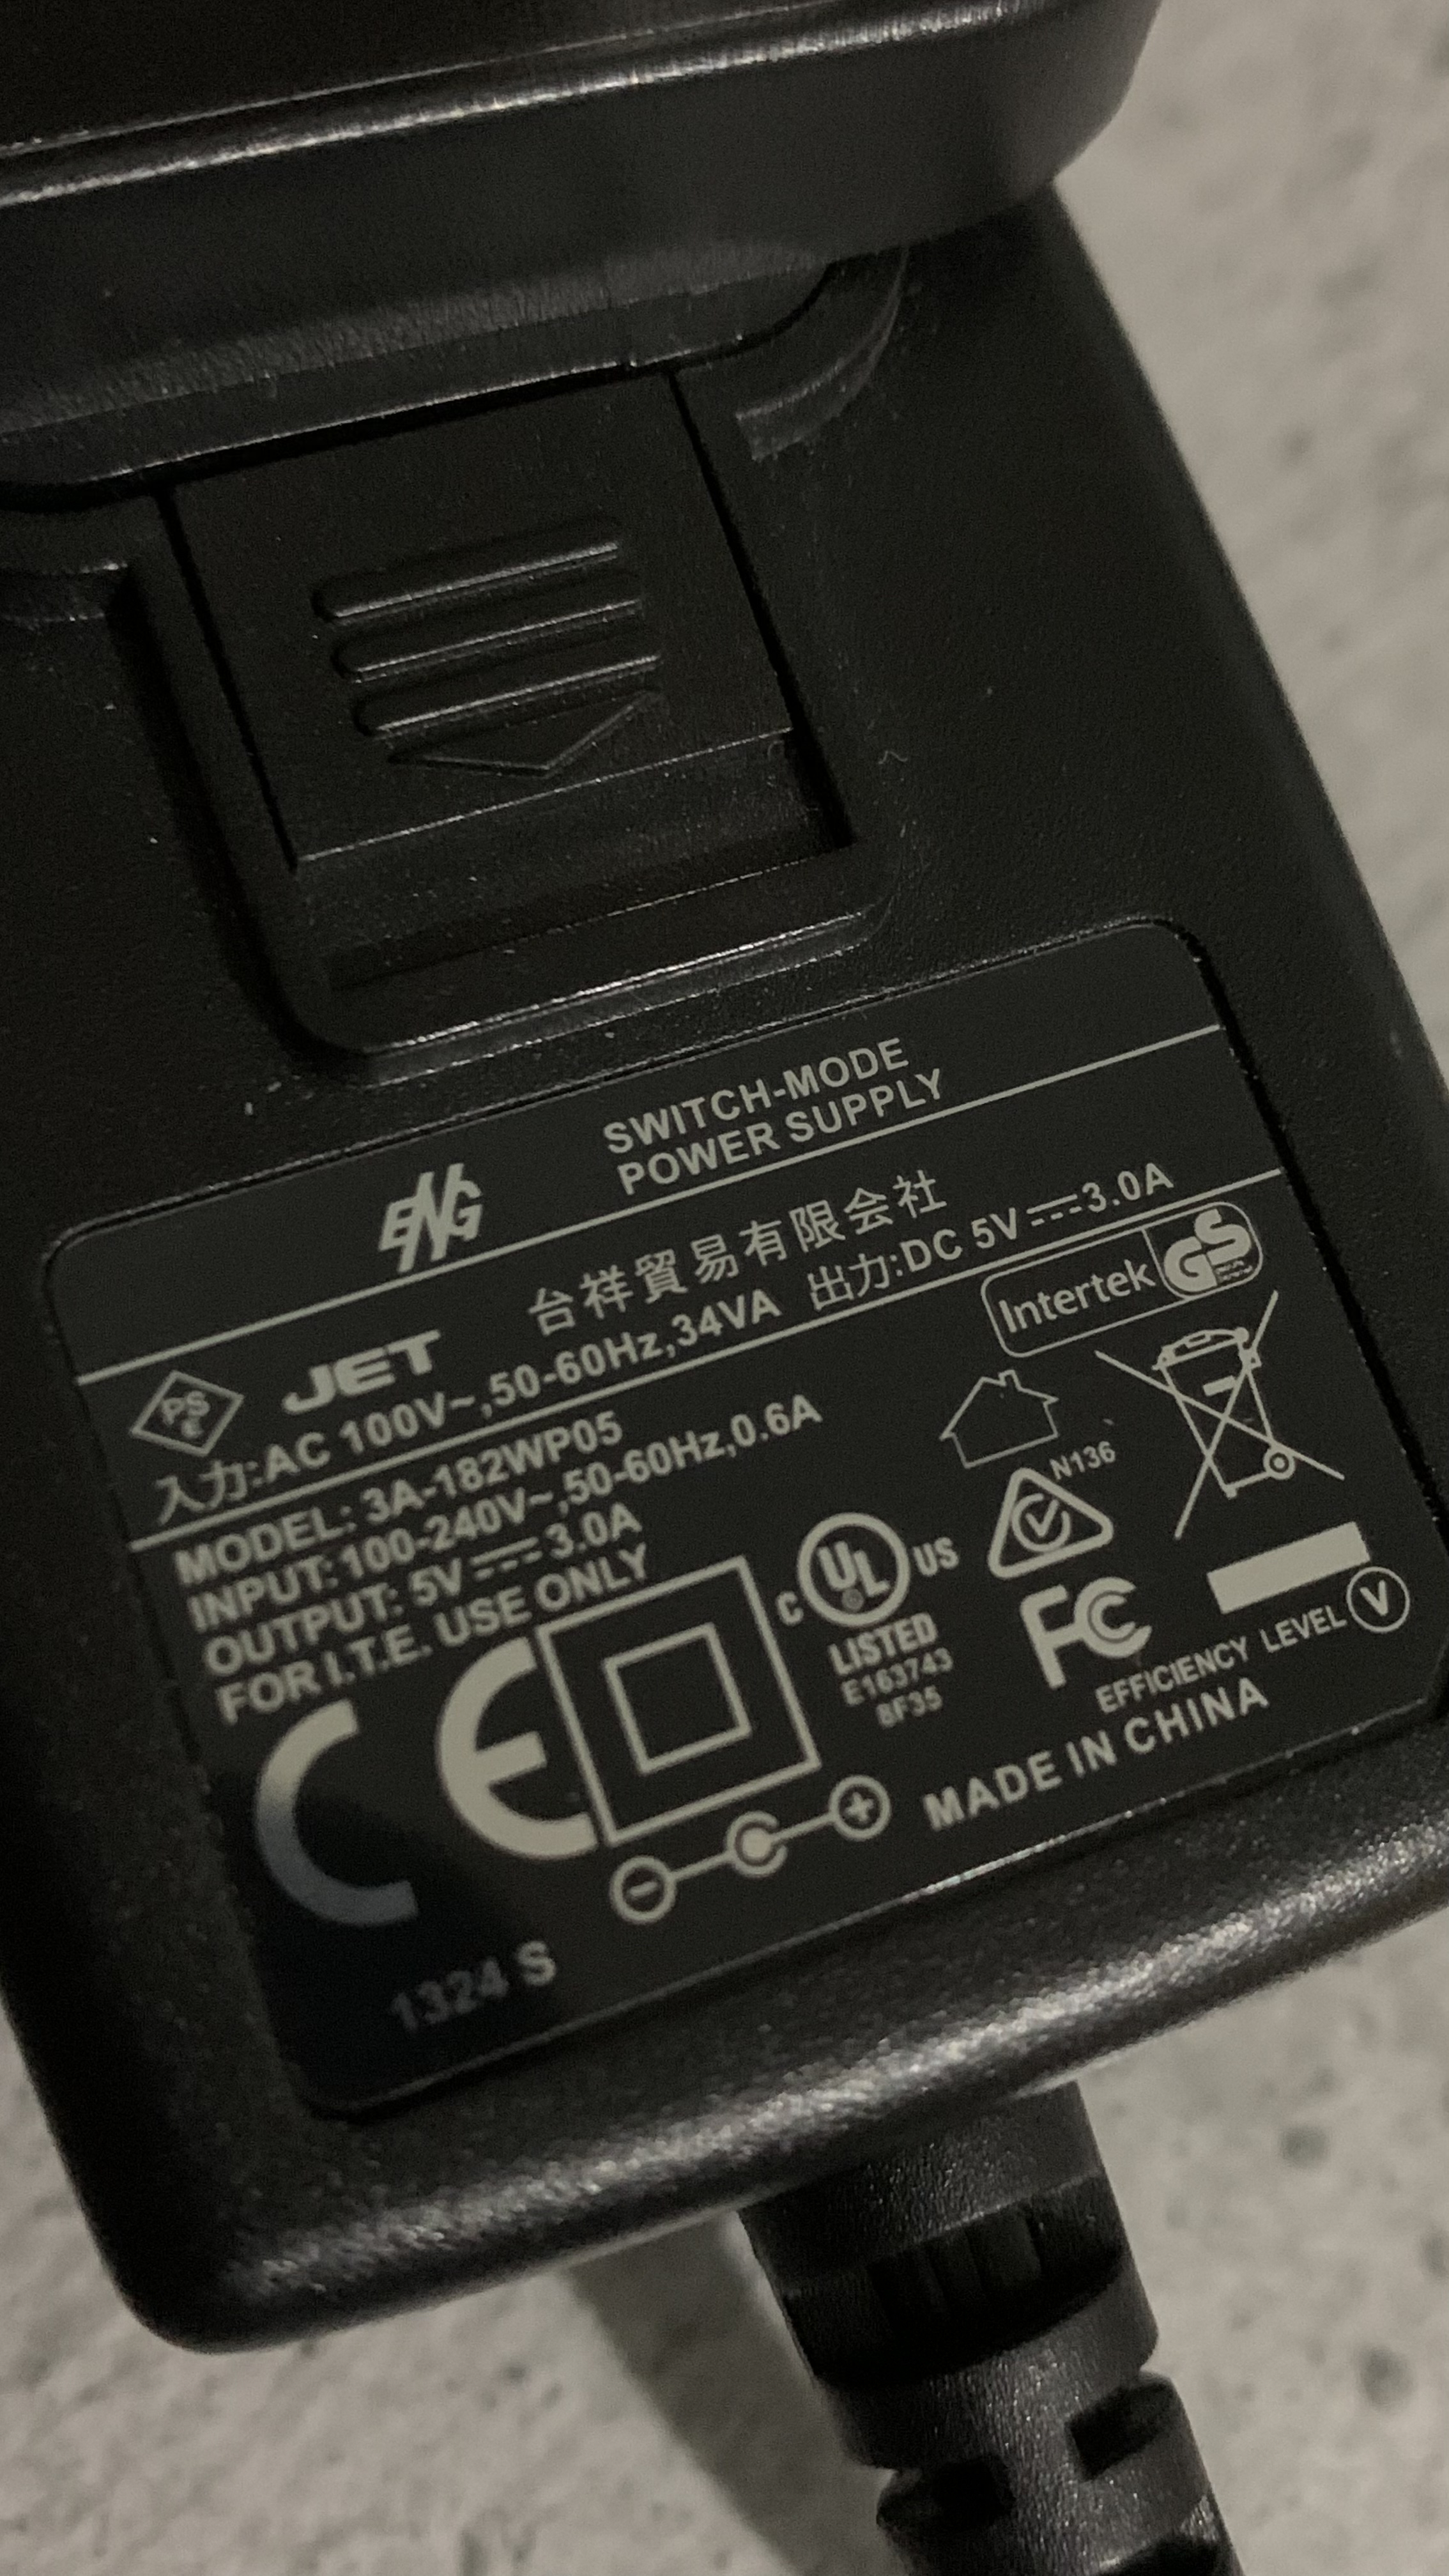 ENG
SWITCH-MODE
POWER SUPPLY
PS
E
JET
台祥貿易有限会社
入力:AC 100V~,50-60Hz,34VA 出力:DC 5V⎓3.0A
MODEL: 3A-182WP05
INPUT: 100-240V~,50-60Hz,0.6A
OUTPUT: 5V⎓3.0A
FOR I.T.E. USE ONLY
Intertek GS
N136
C UL US
LISTED
E163743
8F35
FC
CE
EFFICIENCY LEVEL V
MADE IN CHINA
1324 S